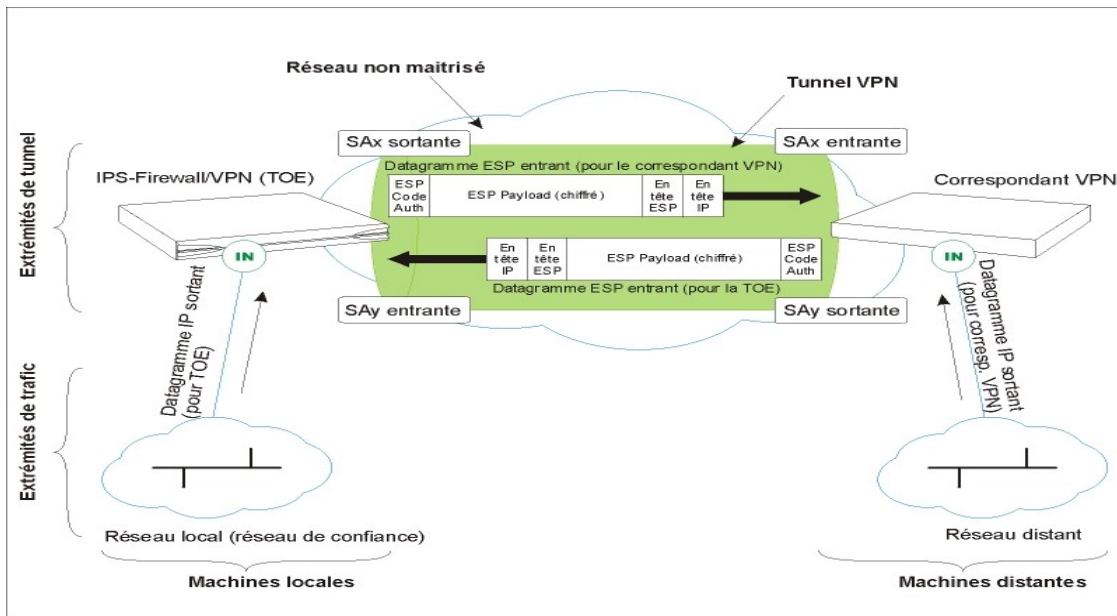 Réseau non maitrisé
Tunnel VPN
Extrémités de tunnel
SAx sortante
SAx entrante
Datagramme ESP entrant (pour le correspondant VPN)
IPS-Firewall/VPN (TOE)
Correspondant VPN
ESP
Code
Auth
ESP Payload (chiffré)
En
tête
ESP
En
tête
IP
IN
IN
En
tête
IP
En
tête
ESP
ESP Payload (chiffré)
ESP
Code
Auth
Datagramme ESP entrant (pour la TOE)
SAy entrante
SAy sortante
Datagramme IP sortant
(pour TOE)
Datagramme IP sortant
(pour corresp. VPN)
Extrémités de trafic
Réseau local (réseau de confiance)
Réseau distant
Machines locales
Machines distantes